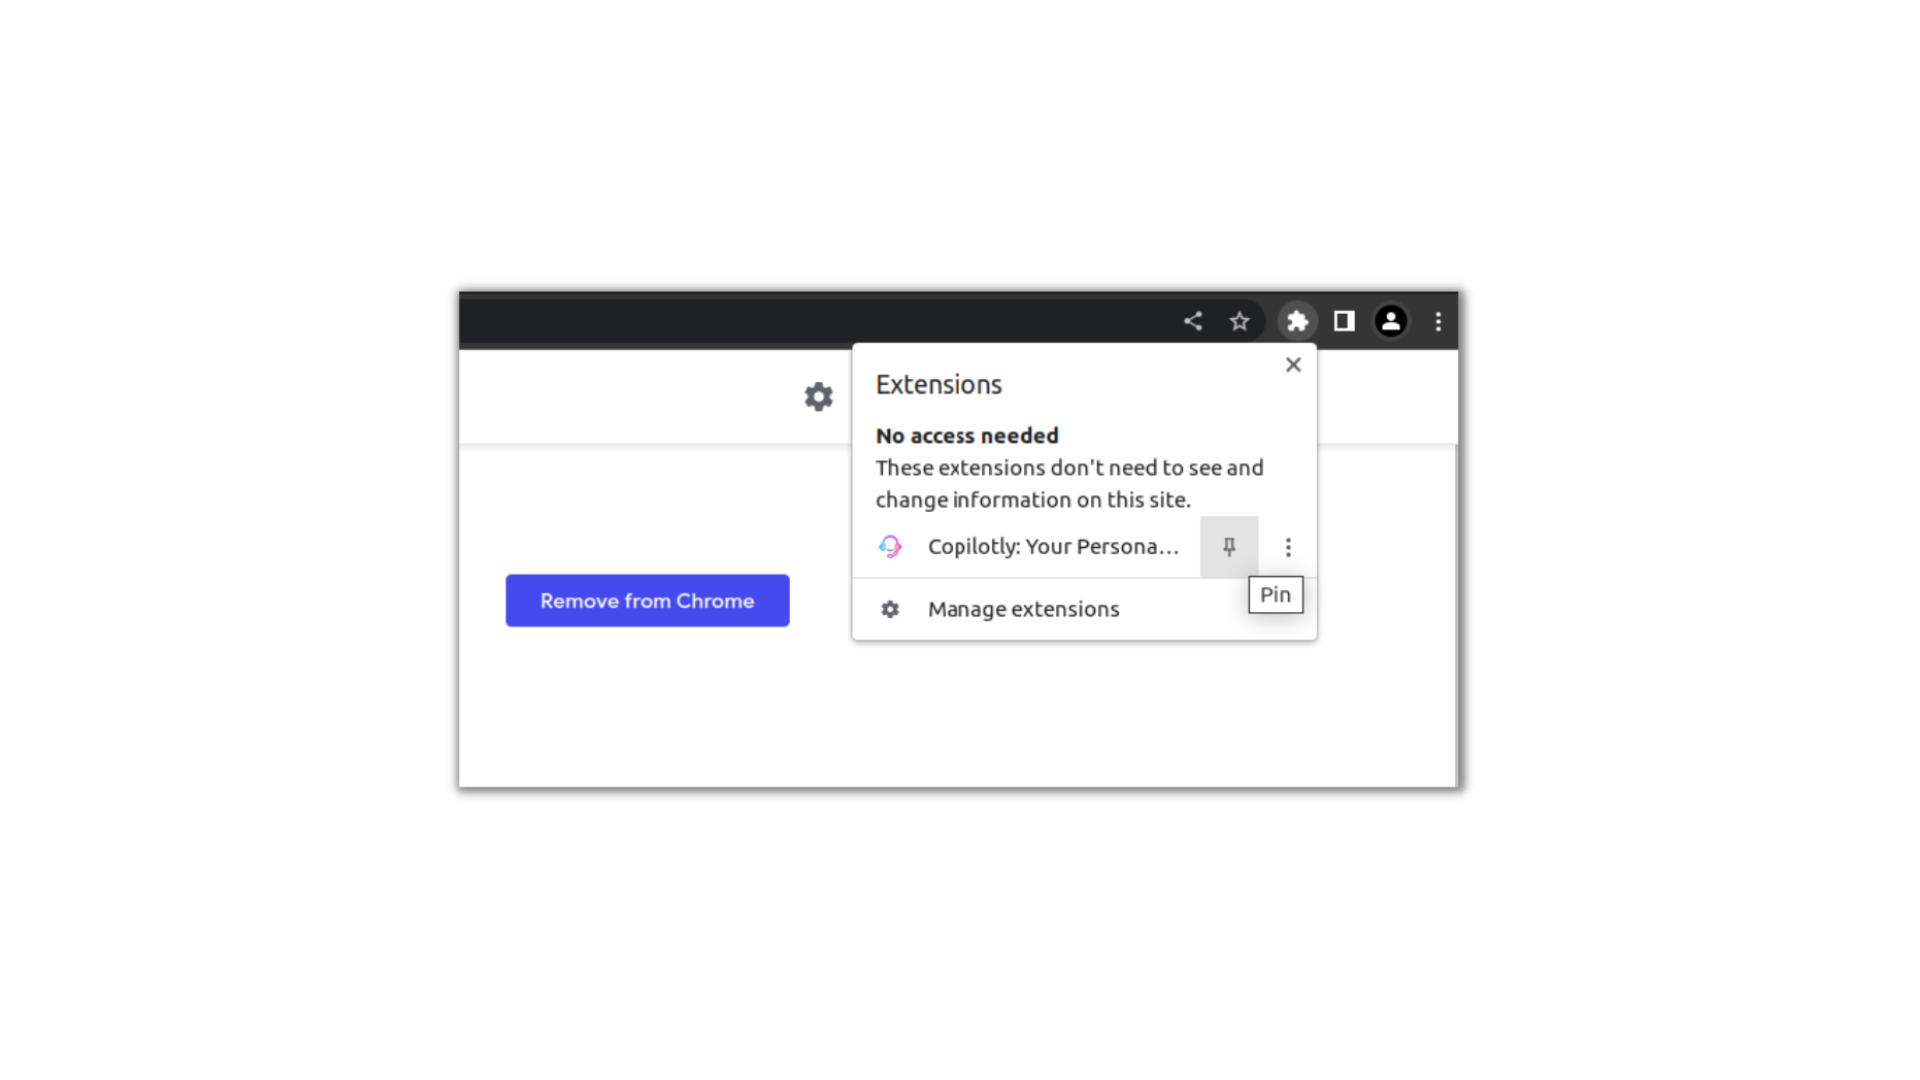 Extensions
No access needed
These extensions don't need to see and
change information on this site.
Copilotly: Your Persona...
Remove from Chrome
Pin
Manage extensions